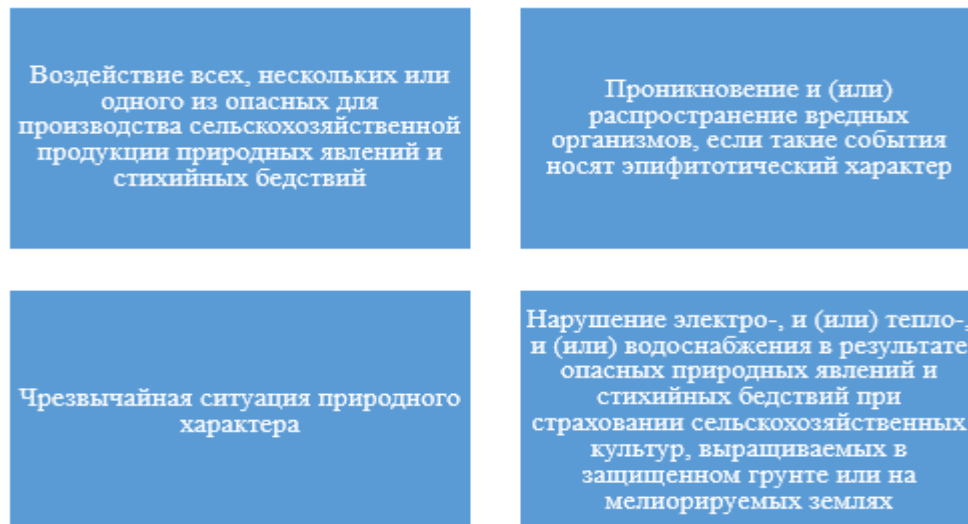 Воздействие всех, нескольких или
одного из опасных для
производства сельскохозяйственной
продукции природных явлений и
стихийных бедствий
Проникновение и (или)
распространение вредных
организмов, если такие события
носят эпифитотический характер
Чрезвычайная ситуация природного
характера
Нарушение электро-, и (или) тепло-,
и (или) водоснабжения в результате
опасных природных явлений и
стихийных бедствий при
страховании сельскохозяйственных
культур, выращиваемых в
защищенном грунте или на
мелиорируемых землях